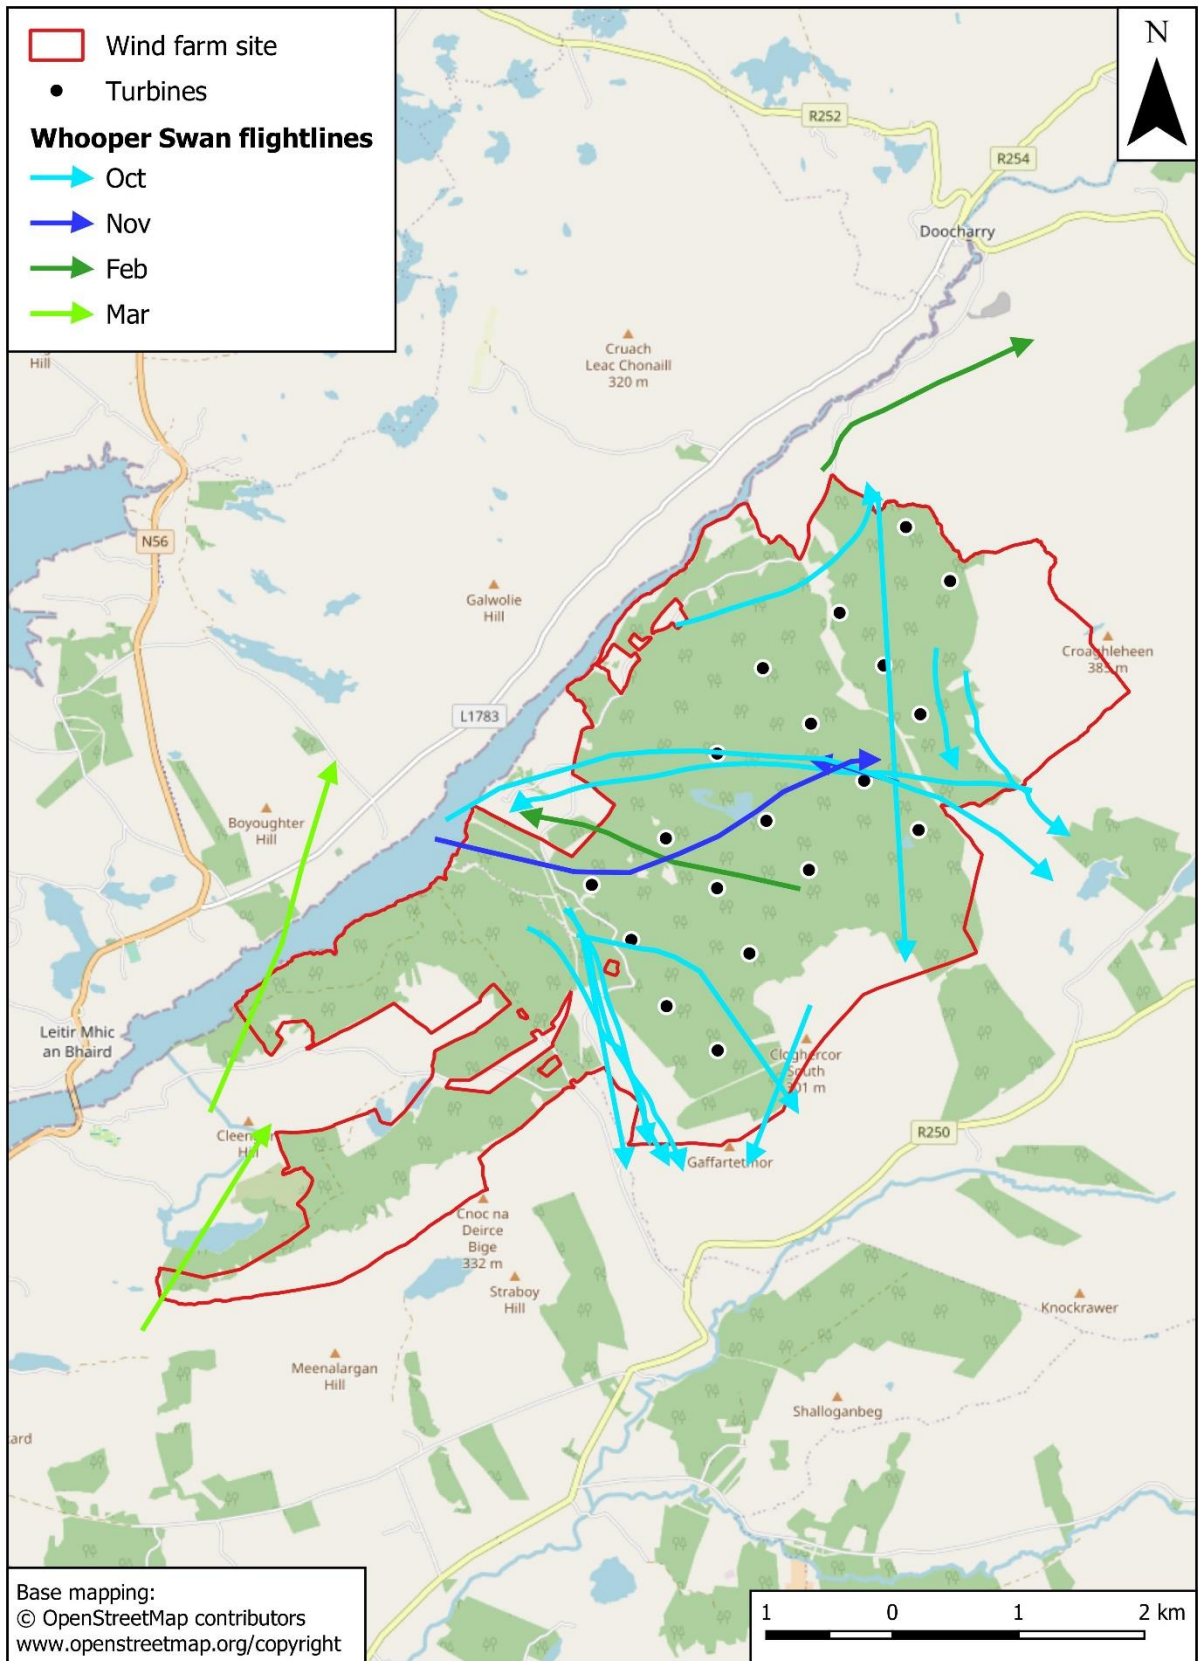 Wind farm site
Turbines
Whooper Swan flightlines
Oct
Nov
Feb
Mar
N
R252
R254
Doocharry
Hill
Cruach
Leac Chonaill
320 m
N56
Galwolie
Hill
Croaghleheen
385 m
L1783
Boyoughter
Hill
Leitir Mhic
an Bhaird
Cloghercor
South
Hill
R250
Gaffartetmor
Cnoc na
Deirce
Bige
332 m
Straboy
Hill
Knockrawer
Meenalargan
Hill
Shalloganbeg
ard
Base mapping:
© OpenStreetMap contributors
www.openstreetmap.org/copyright
1 0 1 2 km